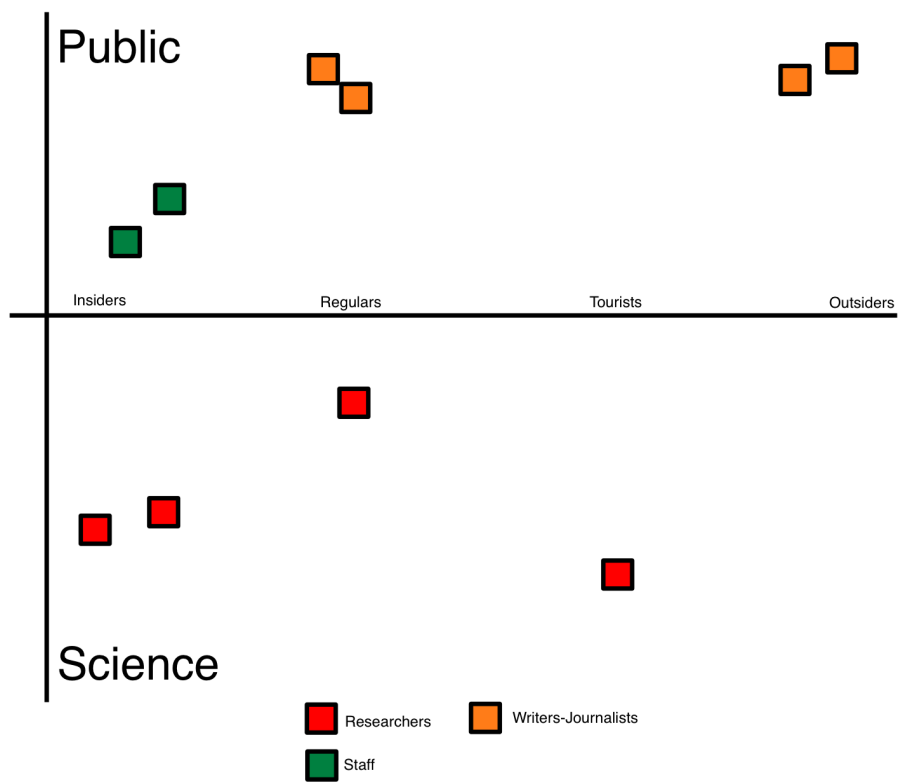 Public
Insiders
Regulars
Tourists
Outsiders
Science
Researchers
Writers-Journalists
Staff